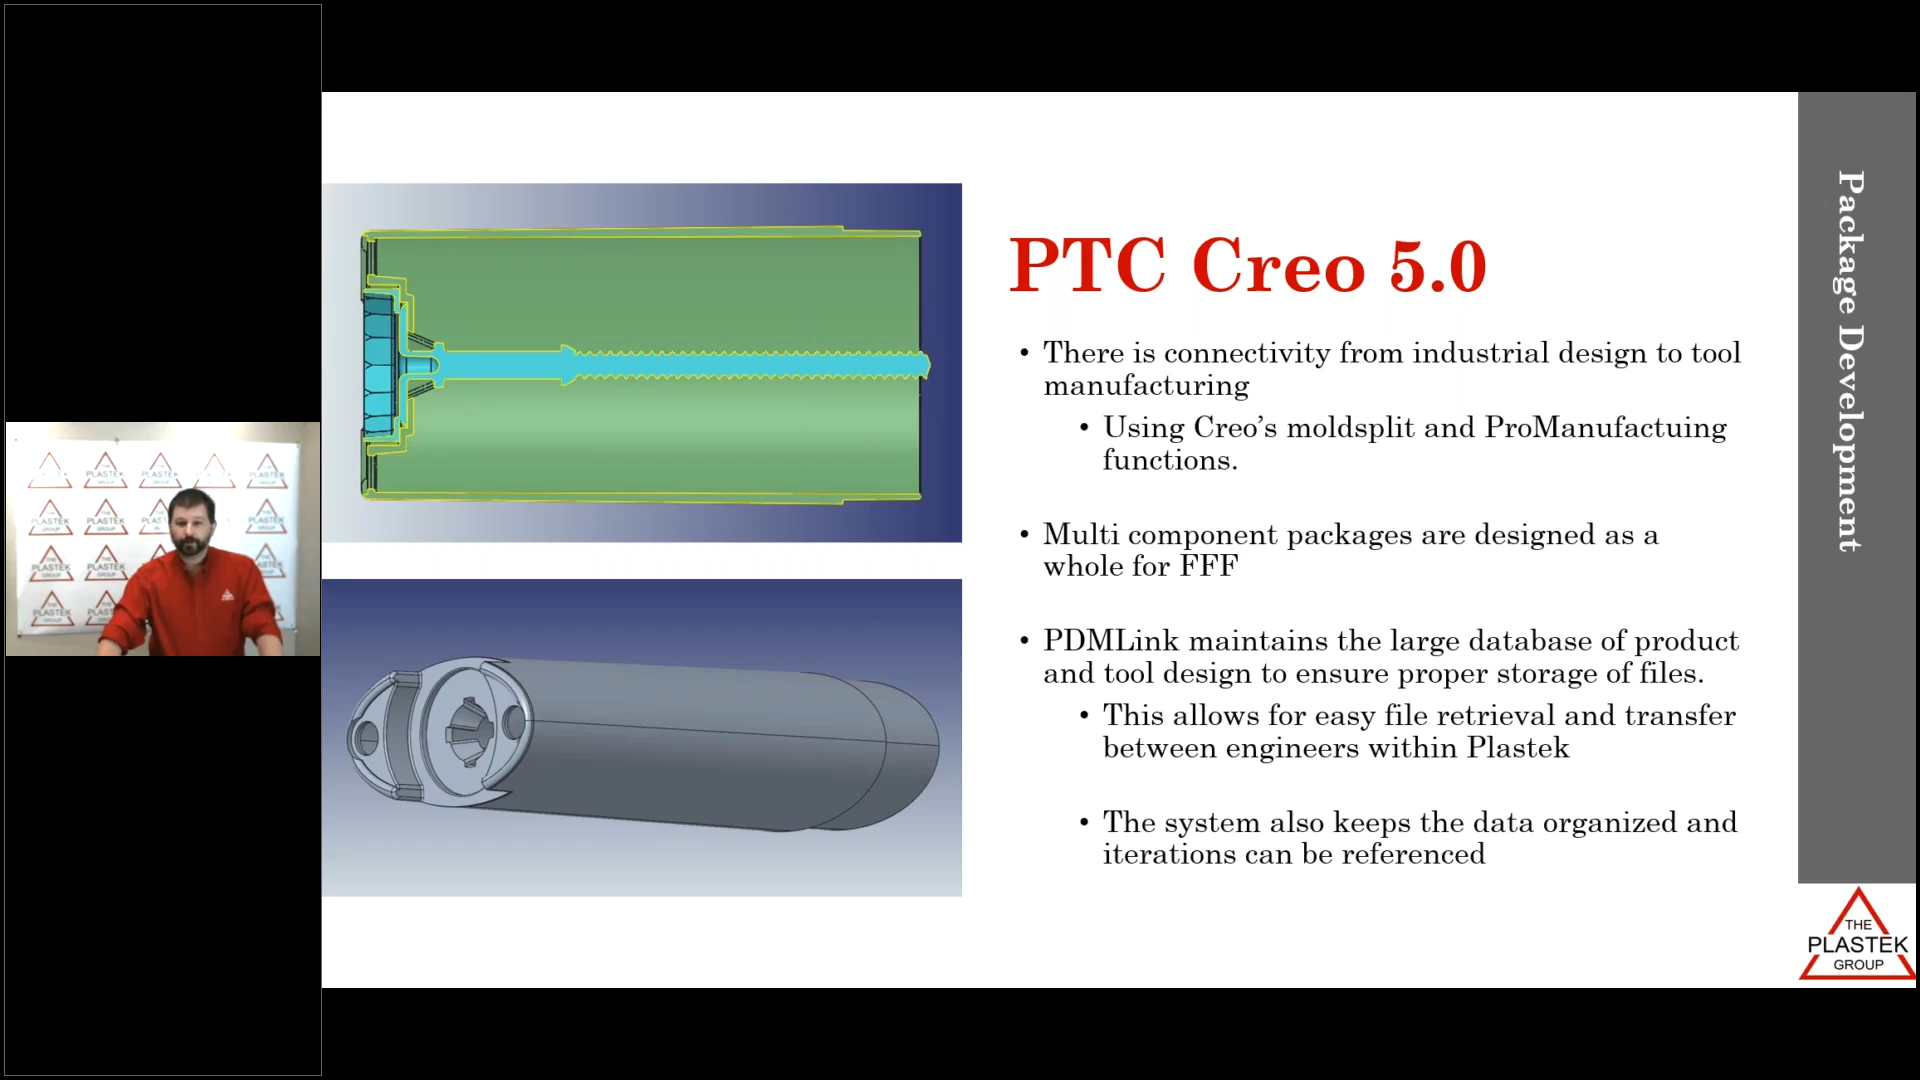 PTC Creo 5.0
• There is connectivity from industrial design to tool
manufacturing
• Using Creo’s moldsplit and ProManufactuing
functions.
• Multi component packages are designed as a
whole for FFF
• PDMLink maintains the large database of product
and tool design to ensure proper storage of files.
• This allows for easy file retrieval and transfer
between engineers within Plastek
• The system also keeps the data organized and
iterations can be referenced
Package Development
THE
PLASTEK
GROUP